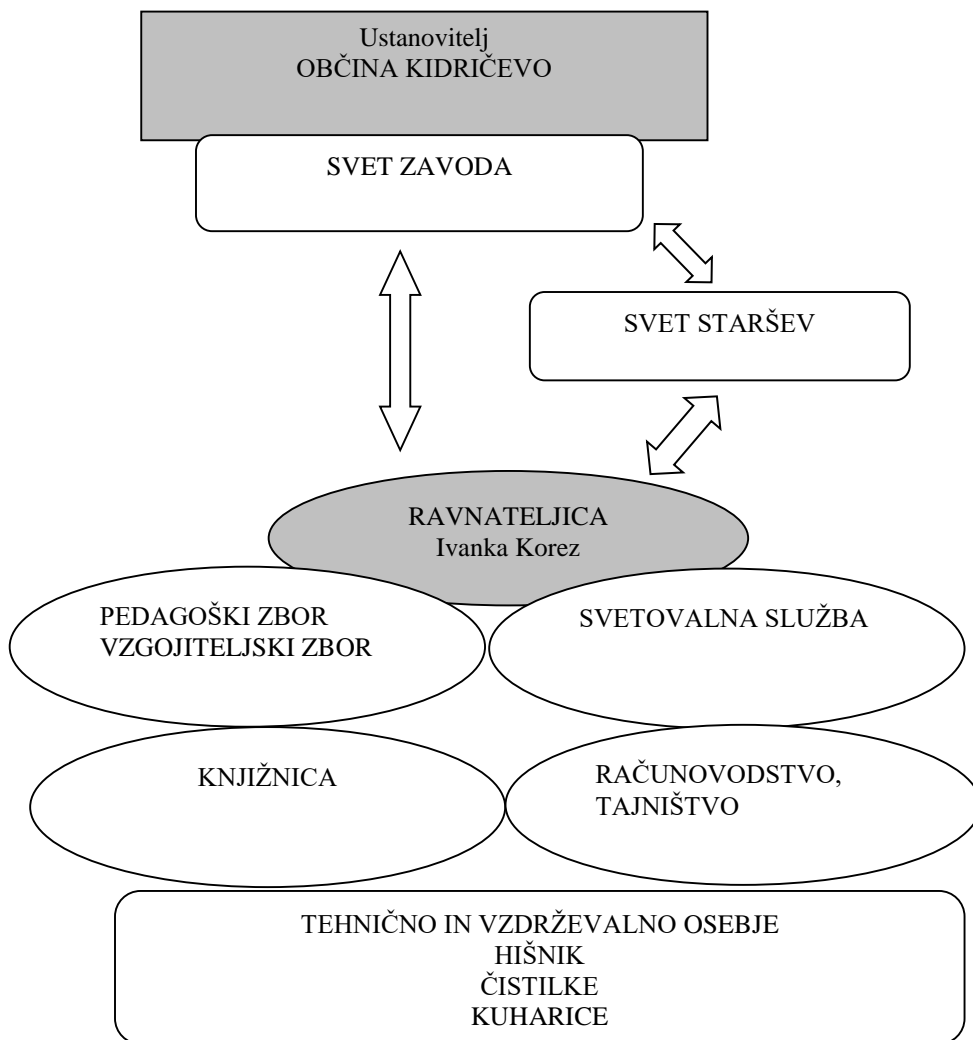 Ustanovitelj
OBČINA KIDRIČEVO
SVET ZAVODA
SVET STARŠEV
RAVNATELJICA
Ivanka Korez
PEDAGOŠKI ZBOR
VZGOJITELJSKI ZBOR
SVETOVALNA SLUŽBA
KNJIŽNICA
RAČUNOVODSTVO,
TAJNIŠTVO
TEHNIČNO IN VZDRŽEVALNO OSEBJE
HIŠNIK
ČISTILKE
KUHARICE